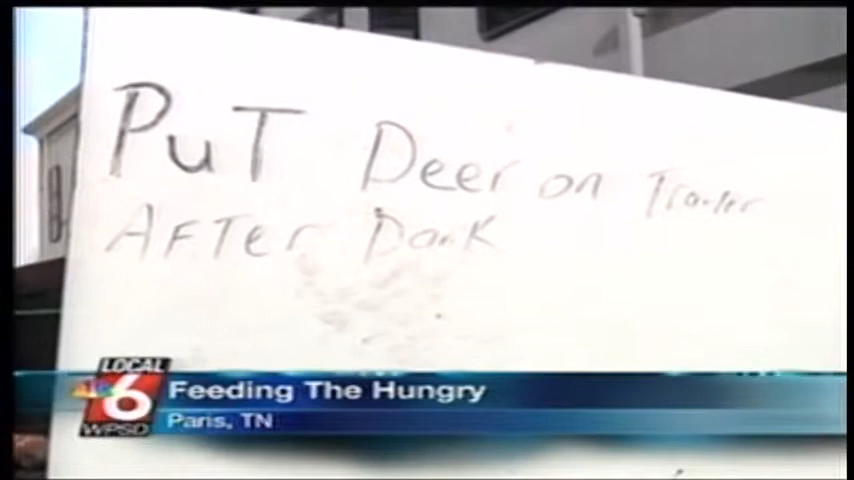 PuT Deer on Trailer
AFTer Dark
LOCAL
6
WPSD
Feeding The Hungry
Paris, TN